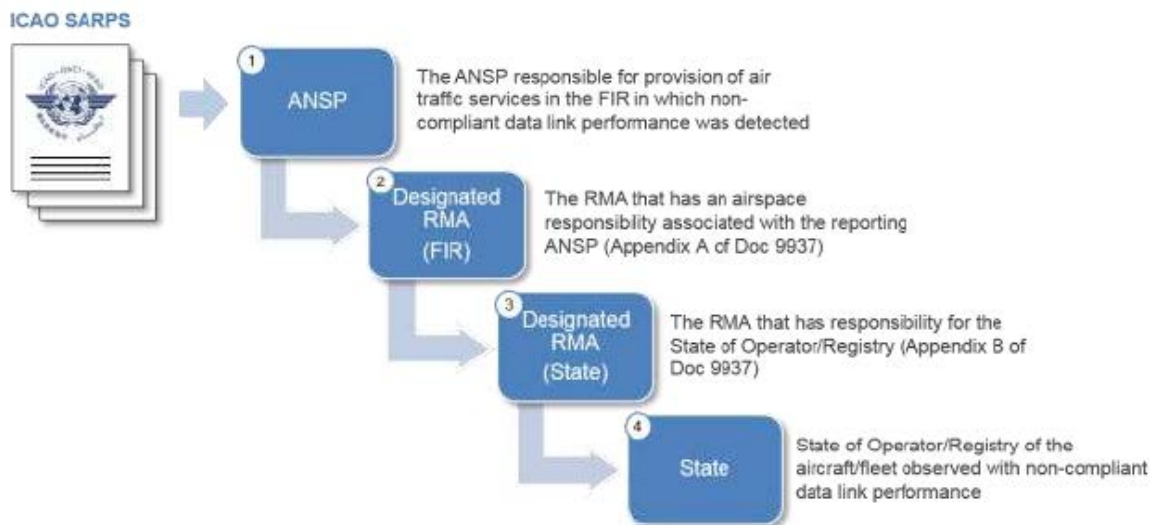 ICAO SARPS
1
ANSP
The ANSP responsible for provision of air
traffic services in the FIR in which non-
compliant data link performance was detected
2
Designated
RMA
(FIR)
The RMA that has an airspace
responsiblity associated with the reporting
ANSP (Appendix A of Doc 9937)
3
Designated
RMA
(State)
The RMA that has responsibility for the
State of Operator/Registry (Appendix B of
Doc 9937)
4
State
State of Operator/Registry of the
aircraft/fleet observed with non-compliant
data link performance